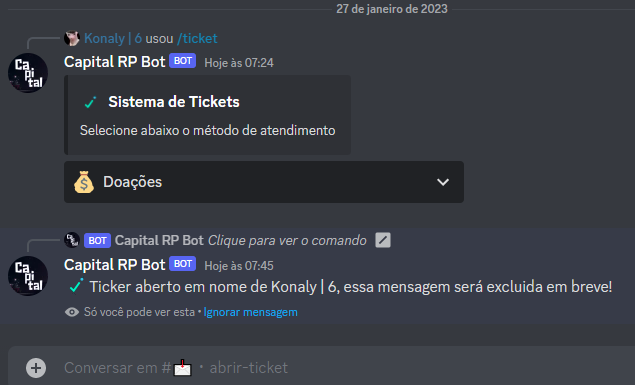 27 de janeiro de 2023
Konaly | 6 usou /ticket
Capital RP Bot BOT Hoje às 07:24
Sistema de Tickets
Selecione abaixo o método de atendimento
Doações
BOT Capital RP Bot Clique para ver o comando
Capital RP Bot BOT Hoje às 07:45
Ticker aberto em nome de Konaly | 6, essa mensagem será excluida em breve!
Só você pode ver esta • Ignorar mensagem
Conversar em # • abrir-ticket
Ca
pi
tal
Ca
pi
tal